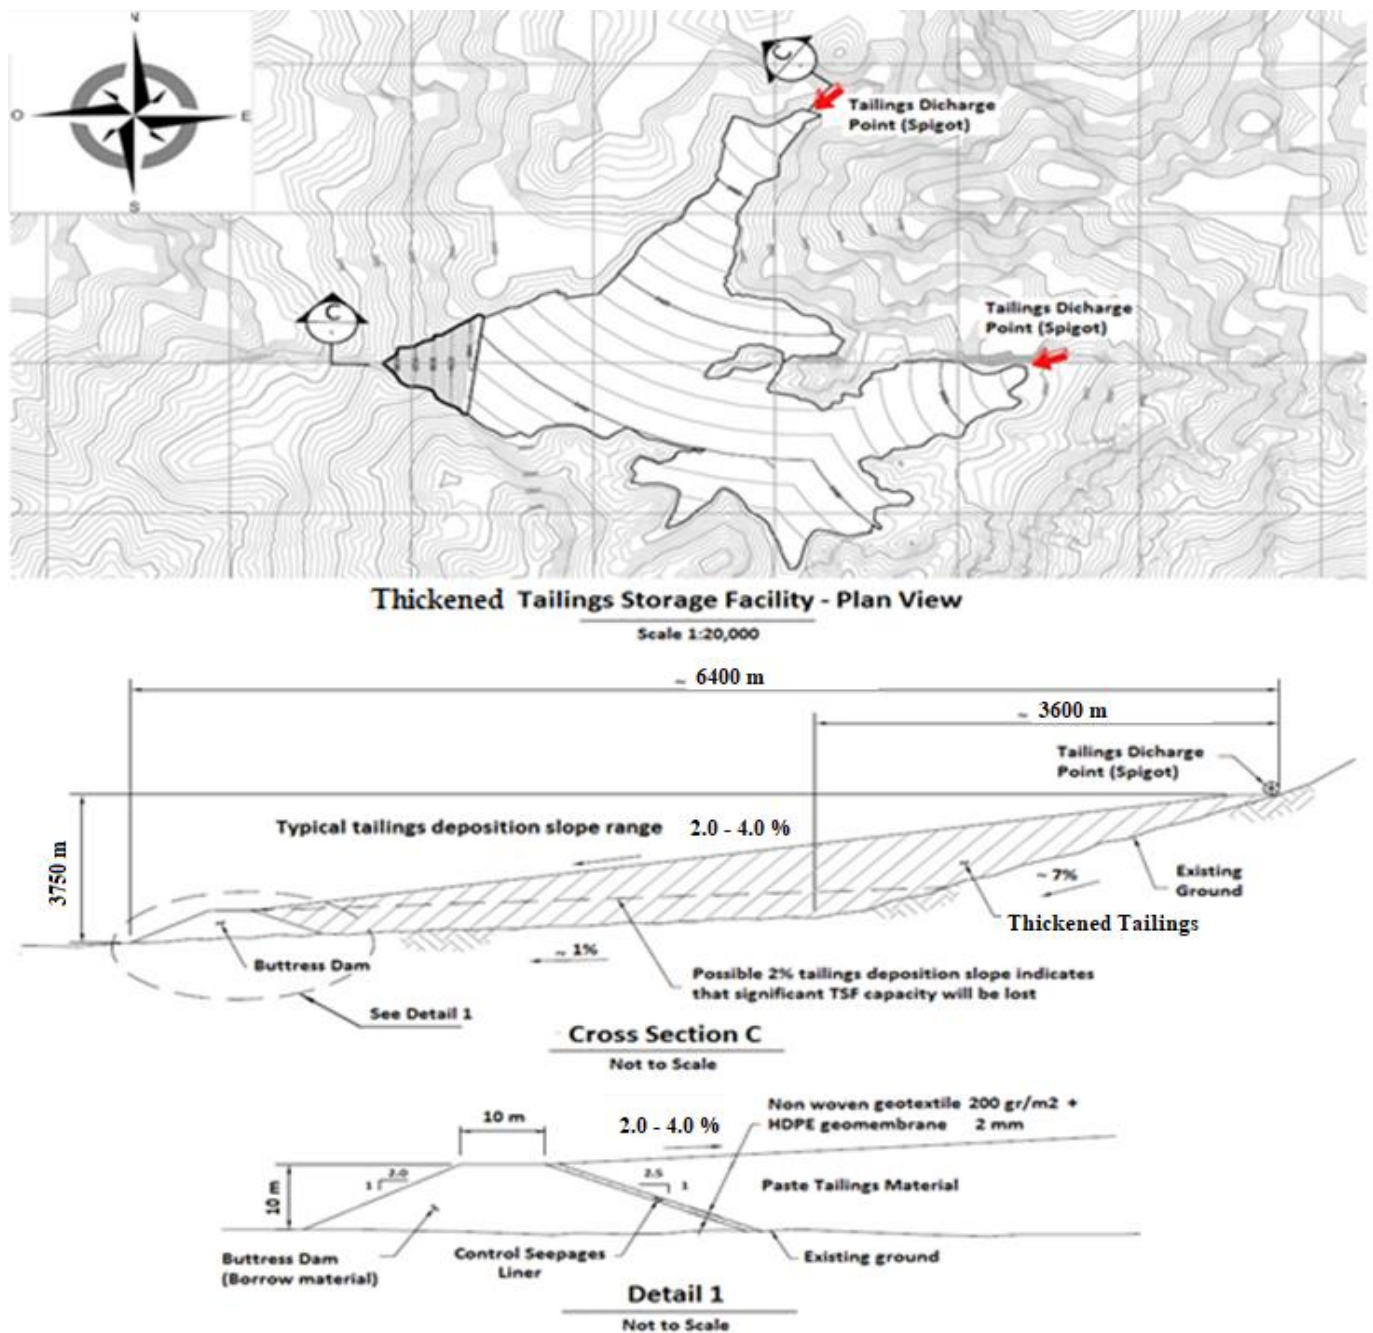 N
O
E
S
C
Tailings Dicharge
Point (Spigot)
Tailings Dicharge
Point (Spigot)
C
Thickened Tailings Storage Facility - Plan View
Scale 1:20,000
~ 6400 m
~ 3600 m
Tailings Dicharge
Point (Spigot)
Typical tailings deposition slope range 2.0 - 4.0 %
3750 m
~ 7%
Existing
Ground
Thickened Tailings
Buttress Dam
~ 1%
Possible 2% tailings deposition slope indicates
that significant TSF capacity will be lost
See Detail 1
Cross Section C
Not to Scale
10 m
2.0 - 4.0 %
Non woven geotextile 200 gr/m2 +
HDPE geomembrane 2 mm
10 m
1
2.0
2.5
1
Paste Tailings Material
Buttress Dam
(Borrow material)
Control Seepages
Liner
Existing ground
Detail 1
Not to Scale